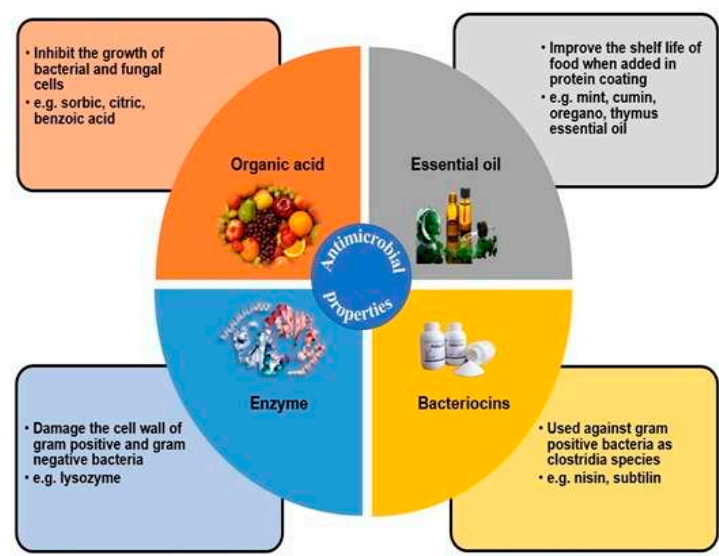 • Inhibit the growth of
bacterial and fungal
cells
• e.g. sorbic, citric,
benzoic acid
• Improve the shelf life of
food when added in
protein coating
• e.g. mint, cumin,
oregano, thymus
essential oil
Organic acid
Essential oil
Antimicrobial
properties
Enzyme
Bacteriocins
• Damage the cell wall of
gram positive and gram
negative bacteria
• e.g. lysozyme
• Used against gram
positive bacteria as
clostridia species
• e.g. nisin, subtilin